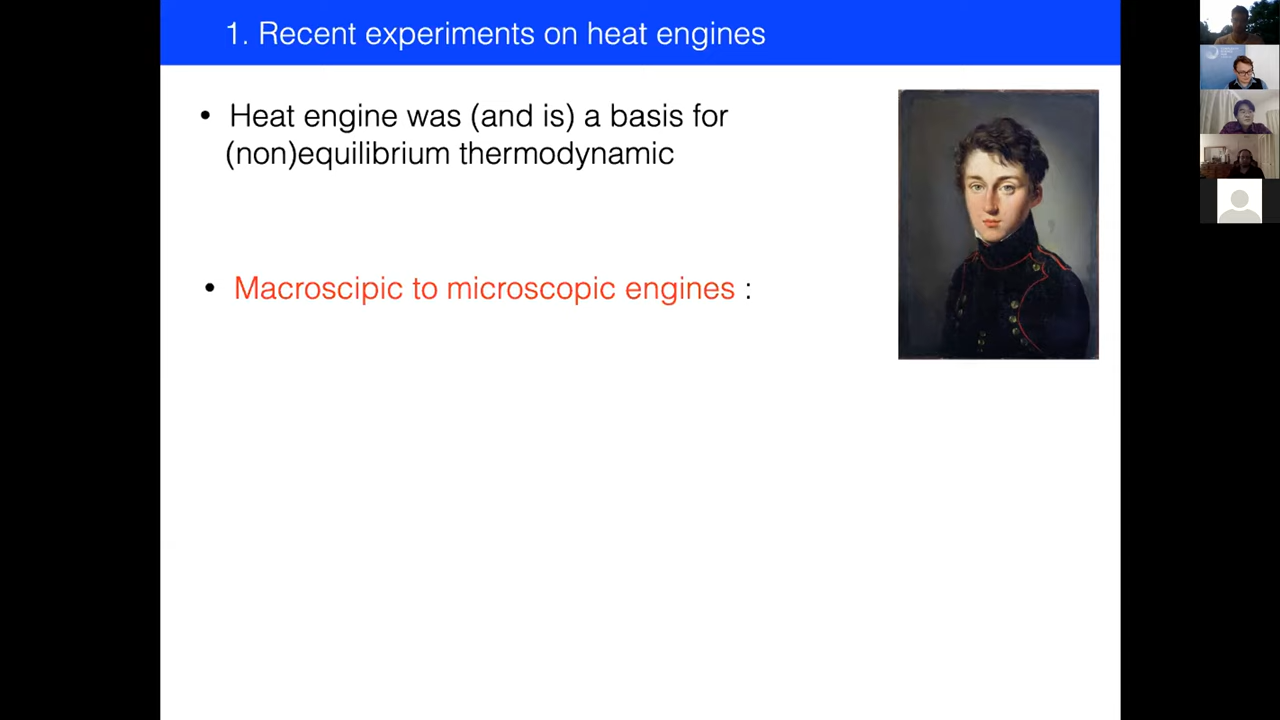 1. Recent experiments on heat engines
• Heat engine was (and is) a basis for
(non)equilibrium thermodynamic
• Macroscipic to microscopic engines :